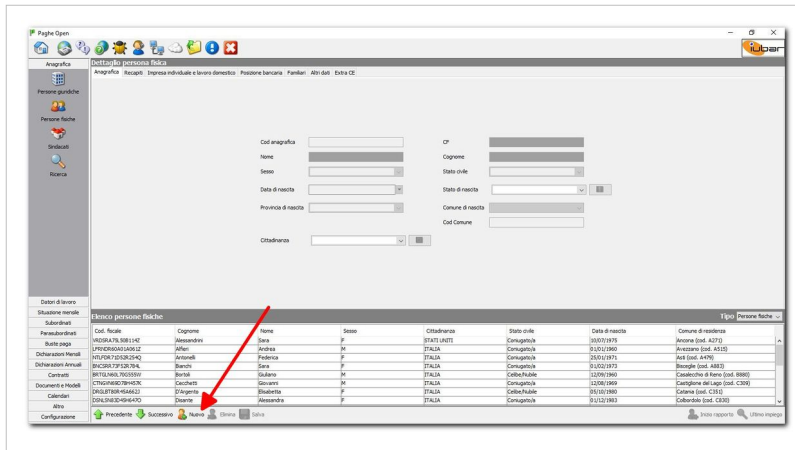 Paghe Open
iUbar
Anagrafica
Persone giuridiche
Persone fisiche
Sindacati
Ricerca
Datori di lavoro
Situazione mensile
Subordinati
Parasubordinati
Buste paga
Dichiarazioni Mensili
Dichiarazioni Annuali
Contratti
Documenti e Modelli
Calendari
Altro
Configurazione
Dettaglio persona fisica
Anagrafica Recapiti Impresa individuale e lavoro domestico Posizione bancaria Familiari Altri dati Extra CE
Cod anagrafica CF
Nome Cognome
Sesso Stato civile
Data di nascita Stato di nascita
Provincia di nascita Comune di nascita
Cod Comune
Cittadinanza
Elenco persone fisiche Tipo Persone fisiche
Cod. fiscale Cognome Nome Sesso Cittadinanza Stato civile Data di nascita Comune di residenza
Alessandrini Sara F STATI UNITI Coniugato/a 10/07/1975 Ancona (cod. A271)
Alfieri Andrea M ITALIA Coniugato/a 01/01/1960 Avezzano (cod. A515)
Antonelli Federica F ITALIA Coniugato/a 25/01/1971 Asti (cod. A479)
Bianchi Sara F ITALIA Coniugato/a 01/02/1973 Bisceglie (cod. A883)
Bortoli Giuliano M ITALIA Celibe/Nubile 12/09/1960 Casalecchio di Reno (cod. B880)
Cecchetti Giovanni M ITALIA Coniugato/a 12/08/1969 Castiglione del Lago (cod. C309)
D'Argenta Elisabetta F ITALIA Celibe/Nubile 05/10/1980 Catania (cod. C351)
Disante Alessandra F ITALIA Coniugato/a 01/12/1983 Colbordolo (cod. C830)
Precedente Successivo Nuovo Elimina Salva Inizio rapporto Ultimo impiego